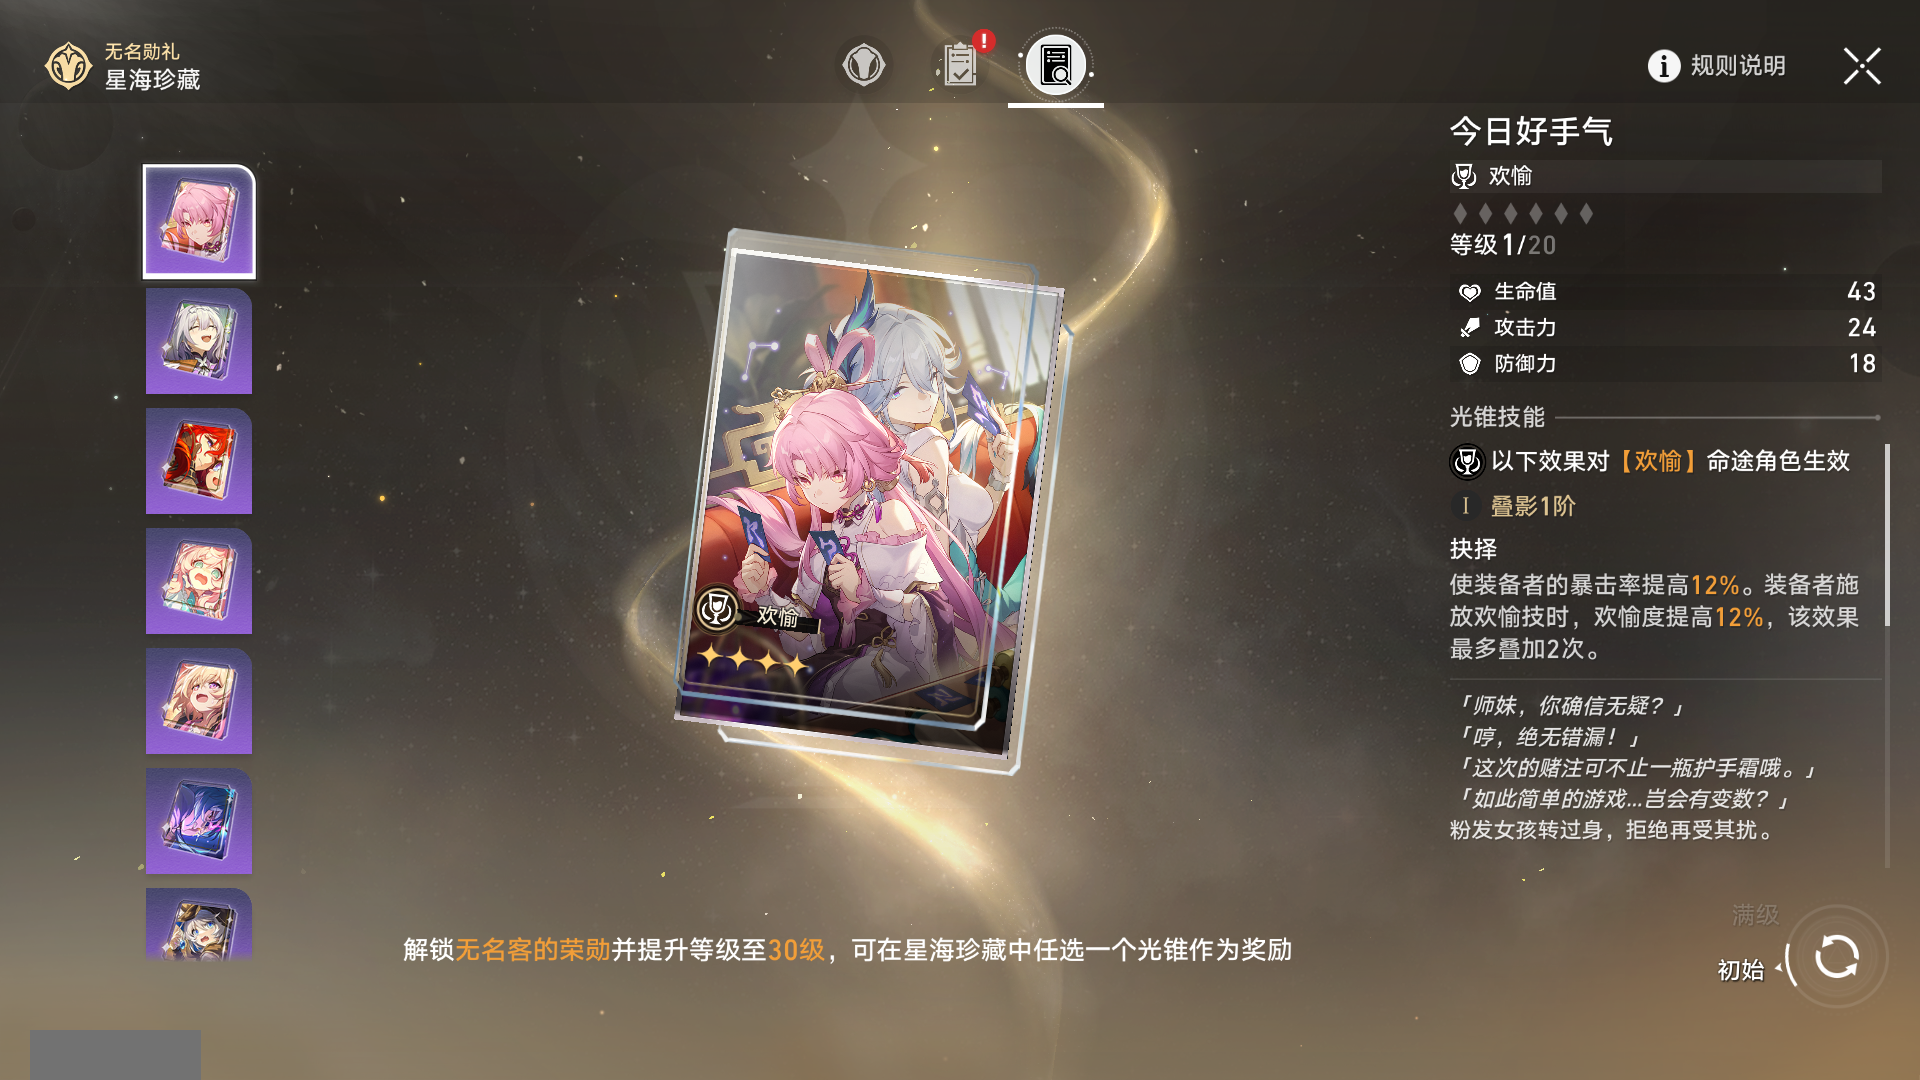 无名勋礼
星海珍藏
规则说明
今日好手气
欢愉
等级1/20
生命值 43
攻击力 24
防御力 18
光锥技能
以下效果对【欢愉】命途角色生效
I 叠影1阶
抉择
使装备者的暴击率提高12%。装备者施
放欢愉技时，欢愉度提高12%，该效果
最多叠加2次。
「师妹，你确信无疑？」
「哼，绝无错漏！」
「这次的赌注可不止一瓶护手霜哦。」
「如此简单的游戏…岂会有变数？」
粉发女孩转过身，拒绝再受其扰。
欢愉
解锁无名客的荣勋并提升等级至30级，可在星海珍藏中任选一个光锥作为奖励
满级
初始